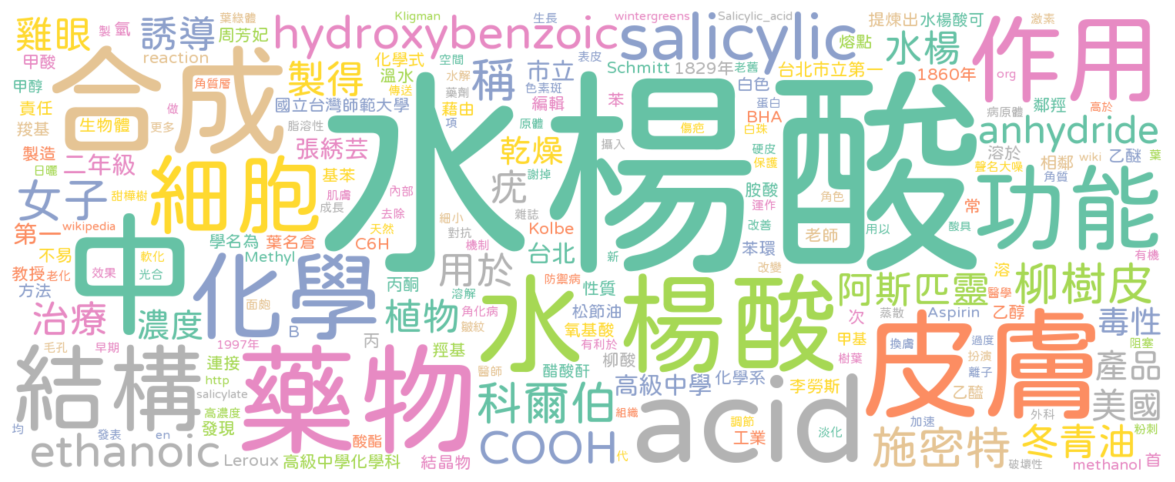 水楊酸
水楊酸
acid
salicylic
hydroxybenzoic
作用
合成
中
化學
細胞
結構
藥物
皮膚
功能
女子
雞眼
誘導
製得
稱
市立
水楊
anhydride
ethanoic
COOH
科爾伯
施密特
冬青油
美國
產品
毒性
柳樹皮
阿斯匹靈
用於
植物
濃度
治療
二年級
張綉芸
乾燥
疣
台北
第一
教授
方法
不易
學名為
葉名倉
C6H
Kolbe
Methyl
基苯
生物體
責任
羧基
製造
甲醇
甲酸
氫
製
葉綠體
周芳妃
reaction
角質層
國立台灣師範大學
脂溶性
化學式
溫水
空間
水解
傳送
藥劑
藉由
項
Kligman
生長
表皮
色素斑
編輯
原體
苯
Schmitt
wintergreens
1829年
老舊
Salicylic_acid
熔點
提煉出
水楊酸可
激素
台北市立第一
1860年
org
白色
蛋白
BHA
白珠
傷疤
攝入
謝掉
保護
硬皮
胺酸
運作
角色
改善
雜誌
細小
對抗
機制
新
老師
用以
酸具
苯環
改變
病原體
高於
鄰羥
溶於
乙醚
葉
相鄰
wiki
聲名大噪
角質
常
有機
溶
醫學
乙醇
Aspirin
蒸散
次
甲基
換膚
過度
扮演
離子
阻塞
樹葉
乙醯
外科
粉刺
李勞斯
淡化
加速
破壞性
methanol
首
高級中學
化學系
調節
工業
組織
代
醋酸酐
柳酸
氧基酸
有利於
松節油
性質
防禦病
丙酮
溶解
角化病
皺紋
丙
醫師
羥基
酸酯
結晶物
高級中學化學科
Leroux
連接
1997年
B
http
salicylate
高濃度
發現
發表
en
均
毛孔
早期
面皰
光合
效果
軟化
老化
wikipedia
日曬
甜樺樹
肌膚
成長
去除
天然
內部
做
更多